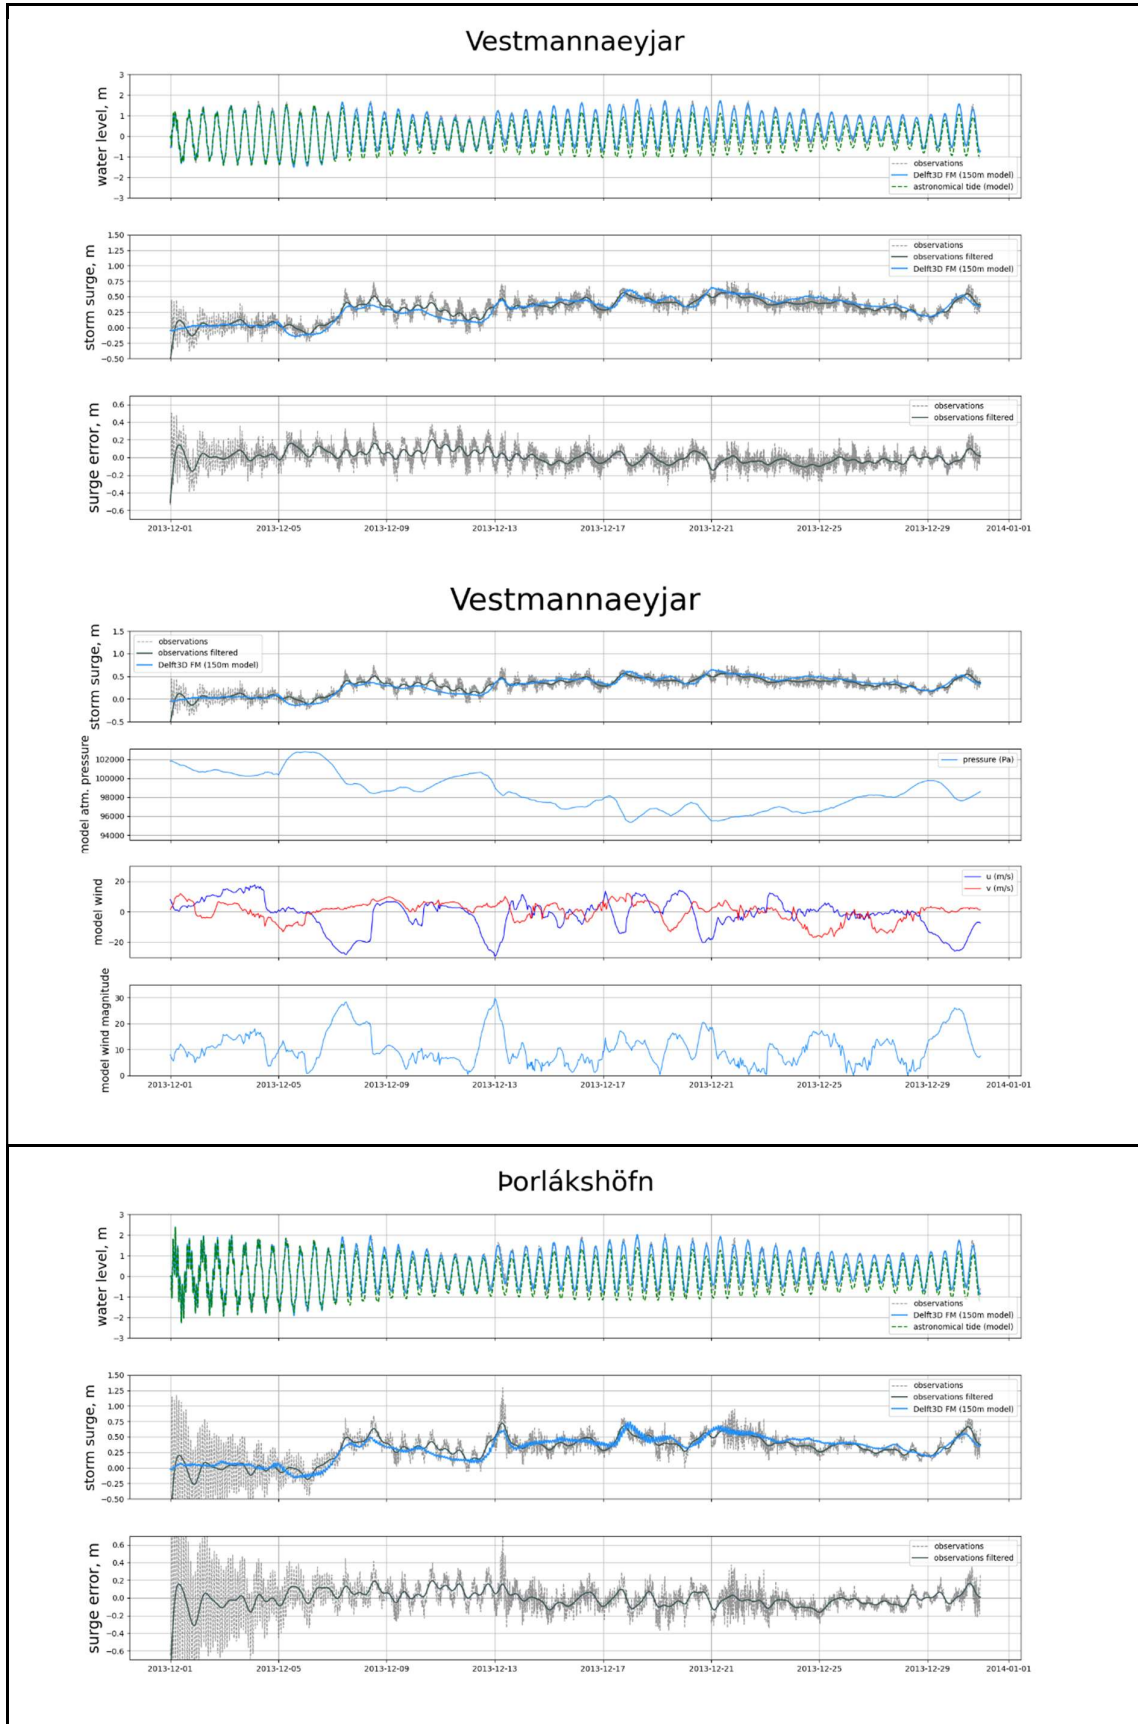 Vestmannaeyjar
water level, m
3
2
1
0
−1
−2
−3
observations
Delft3D FM (150m model)
astronomical tide (model)
storm surge, m
1.50
1.25
1.00
0.75
0.50
0.25
0.00
−0.25
−0.50
observations
observations filtered
Delft3D FM (150m model)
surge error, m
0.6
0.4
0.2
0.0
−0.2
−0.4
−0.6
observations
observations filtered
2013-12-01 2013-12-05 2013-12-09 2013-12-13 2013-12-17 2013-12-21 2013-12-25 2013-12-29 2014-01-01
Vestmannaeyjar
storm surge, m
1.5
1.0
0.5
0.0
−0.5
observations
observations filtered
Delft3D FM (150m model)
model atm. pressure
102000
100000
98000
96000
94000
pressure (Pa)
model wind
20
0
−20
u (m/s)
v (m/s)
model wind magnitude
30
20
10
0
2013-12-01 2013-12-05 2013-12-09 2013-12-13 2013-12-17 2013-12-21 2013-12-25 2013-12-29 2014-01-01
Þorlákshöfn
water level, m
3
2
1
0
−1
−2
−3
observations
Delft3D FM (150m model)
astronomical tide (model)
storm surge, m
1.50
1.25
1.00
0.75
0.50
0.25
0.00
−0.25
−0.50
observations
observations filtered
Delft3D FM (150m model)
surge error, m
0.6
0.4
0.2
0.0
−0.2
−0.4
−0.6
observations
observations filtered
2013-12-01 2013-12-05 2013-12-09 2013-12-13 2013-12-17 2013-12-21 2013-12-25 2013-12-29 2014-01-01